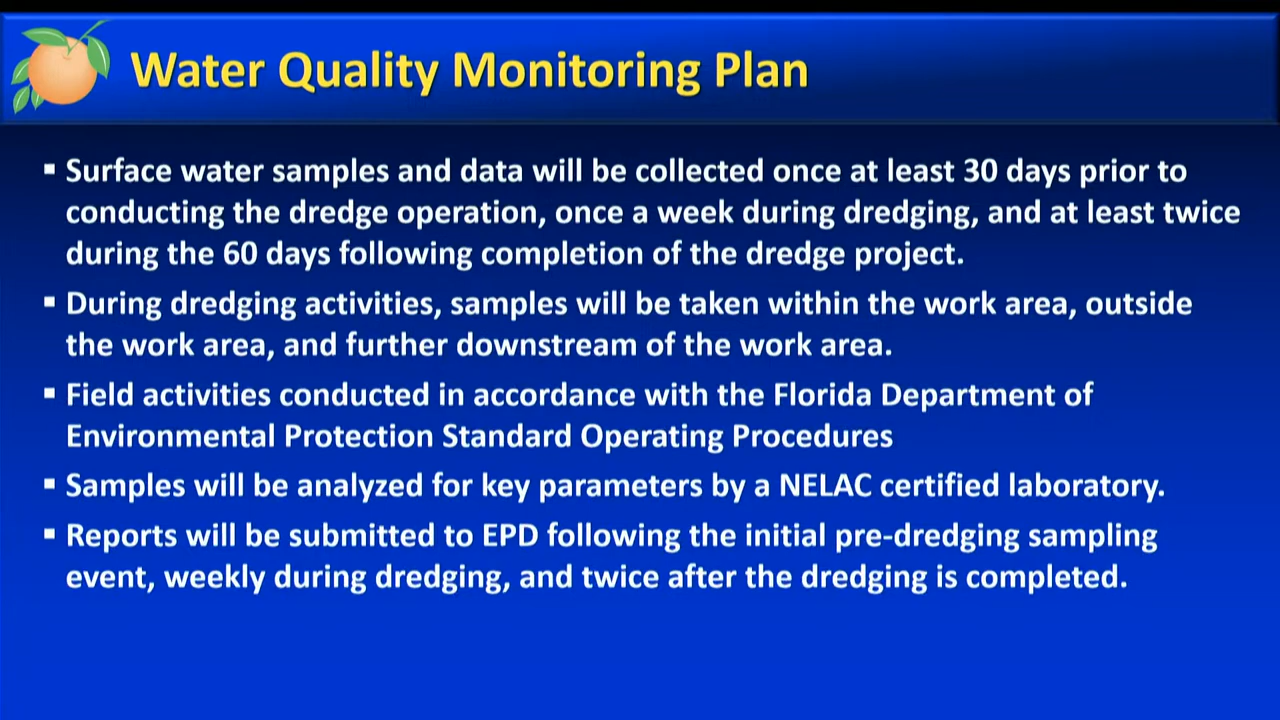 Water Quality Monitoring Plan
▪ Surface water samples and data will be collected once at least 30 days prior to
conducting the dredge operation, once a week during dredging, and at least twice
during the 60 days following completion of the dredge project.
▪ During dredging activities, samples will be taken within the work area, outside
the work area, and further downstream of the work area.
▪ Field activities conducted in accordance with the Florida Department of
Environmental Protection Standard Operating Procedures
▪ Samples will be analyzed for key parameters by a NELAC certified laboratory.
▪ Reports will be submitted to EPD following the initial pre-dredging sampling
event, weekly during dredging, and twice after the dredging is completed.